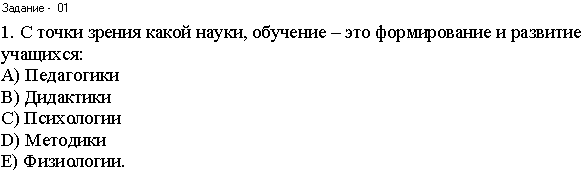 Задание - 01
1. С точки зрения какой науки, обучение – это формирование и развитие
учащихся:
A) Педагогики
B) Дидактики
C) Психологии
D) Методики
E) Физиологии.